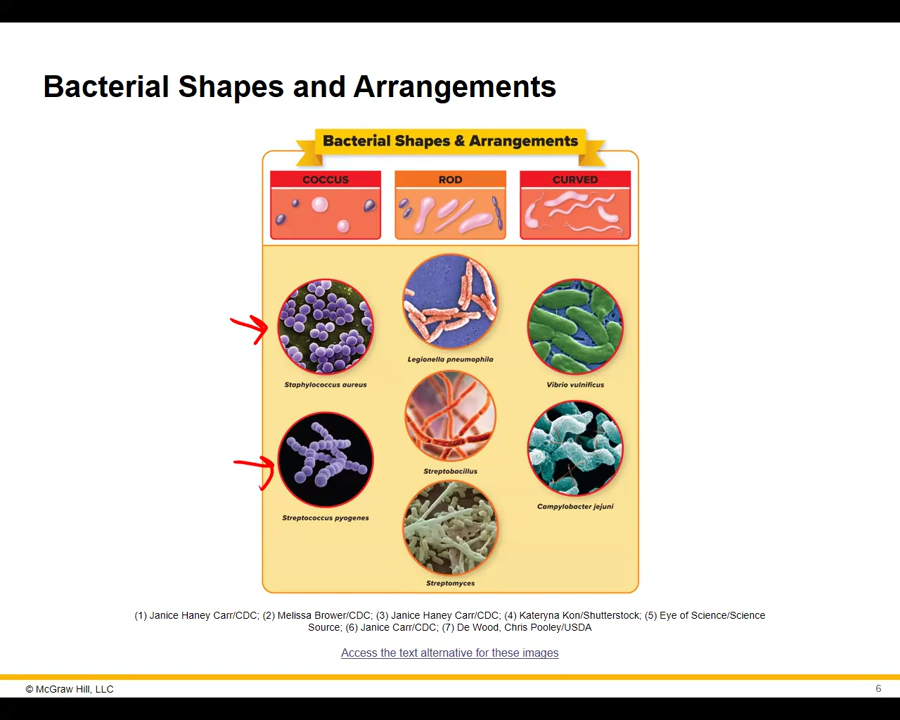 Bacterial Shapes and Arrangements
Bacterial Shapes & Arrangements
COCCUS
ROD
CURVED
Staphylococcus aureus
Legionella pneumophila
Vibrio vulnificus
Streptobacillus
Streptococcus pyogenes
Campylobacter jejuni
Streptomyces
(1) Janice Haney Carr/CDC; (2) Melissa Brower/CDC; (3) Janice Haney Carr/CDC; (4) Kateryna Kon/Shutterstock; (5) Eye of Science/Science
Source; (6) Janice Carr/CDC; (7) De Wood, Chris Pooley/USDA
Access the text alternative for these images
© McGraw Hill, LLC
6